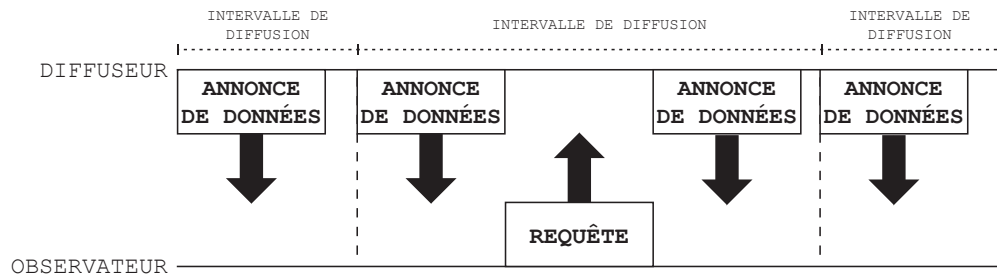 INTERVALLE DE
DIFFUSION
INTERVALLE DE DIFFUSION
INTERVALLE DE
DIFFUSION
DIFFUSEUR
ANNONCE
DE DONNÉES
ANNONCE
DE DONNÉES
ANNONCE
DE DONNÉES
ANNONCE
DE DONNÉES
REQUÊTE
OBSERVATEUR